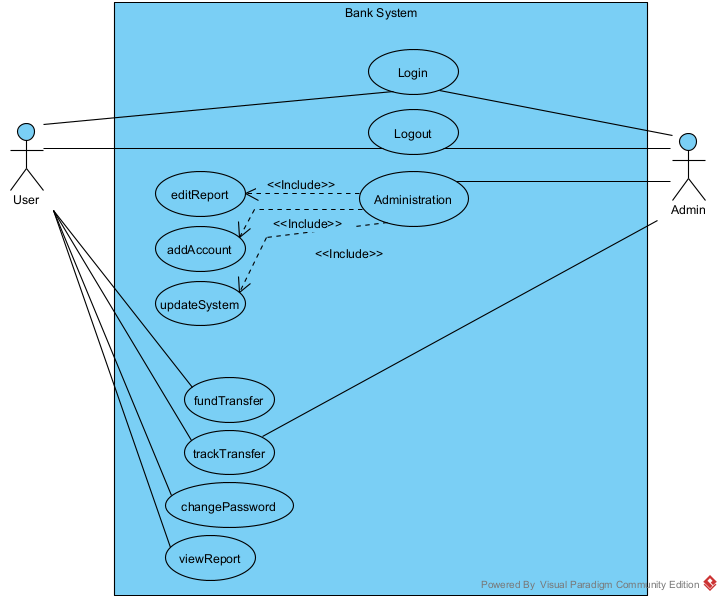 Bank System
Login
Logout
User
Admin
editReport
<<Include>>
Administration
<<Include>>
addAccount
<<Include>>
updateSystem
fundTransfer
trackTransfer
changePassword
viewReport
Powered By Visual Paradigm Community Edition